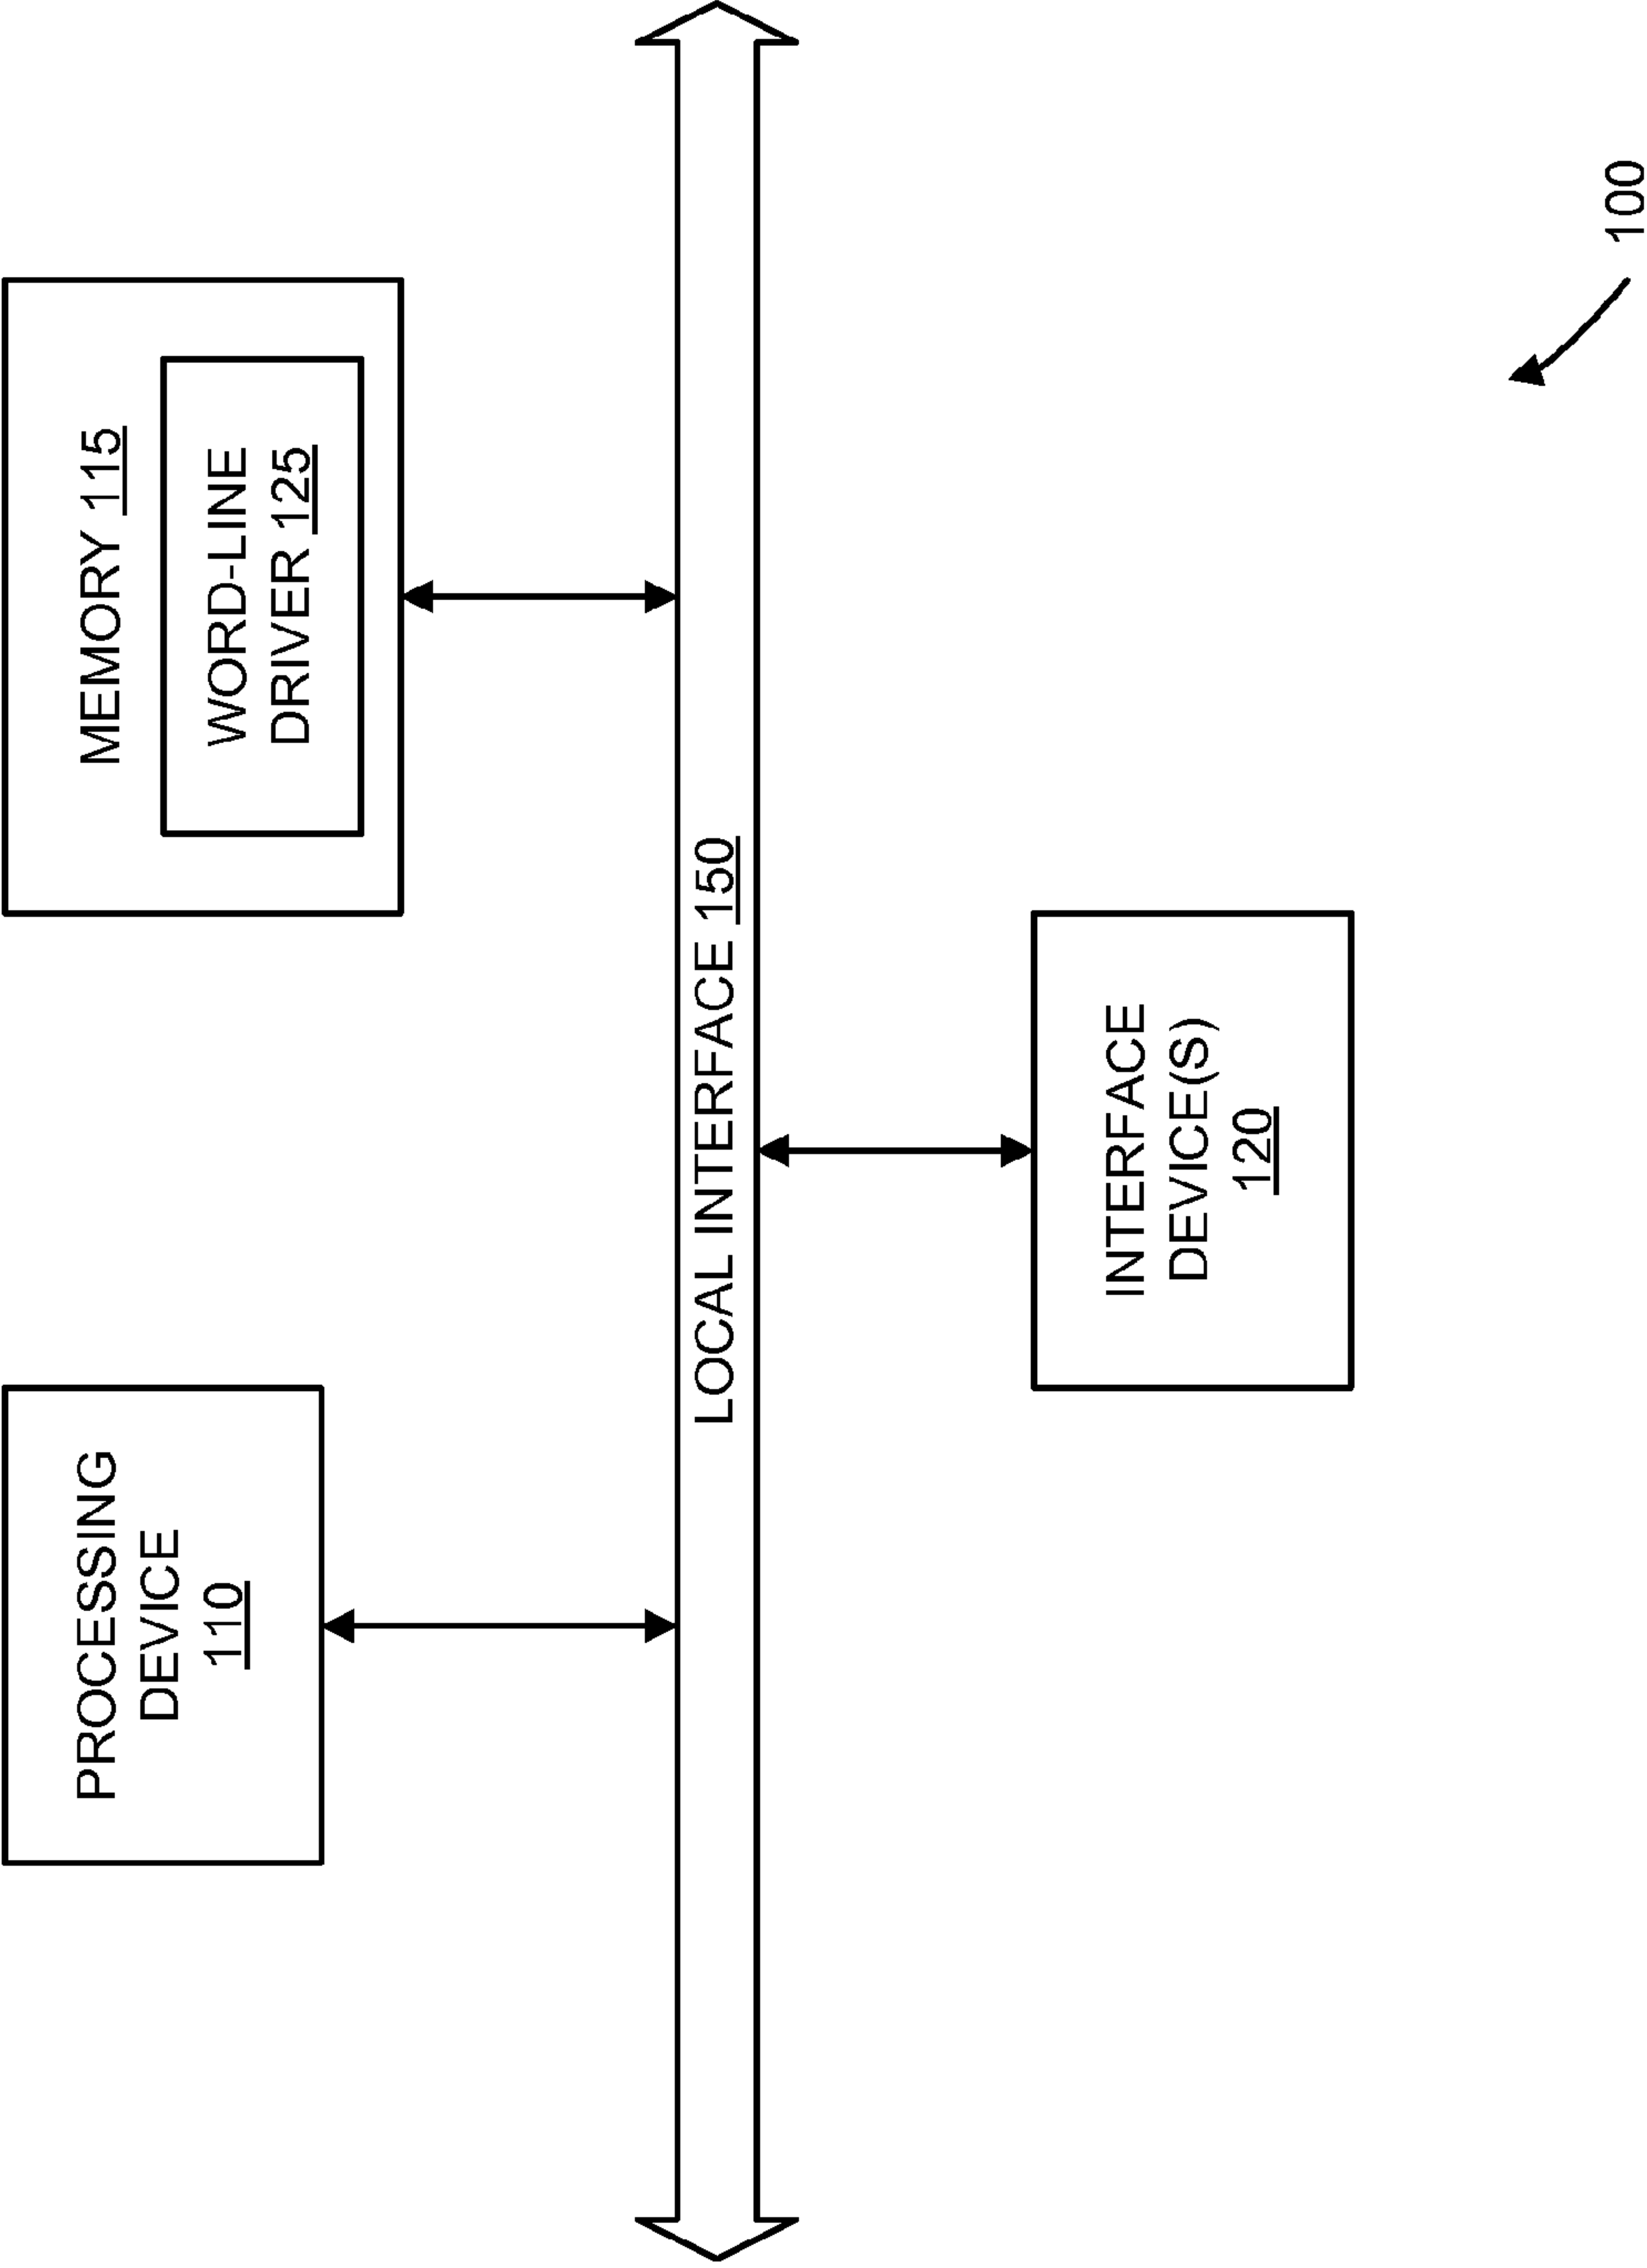 PROCESSING
DEVICE
110
MEMORY 115
WORD-LINE
DRIVER 125
LOCAL INTERFACE 150
INTERFACE
DEVICE(S)
120
100